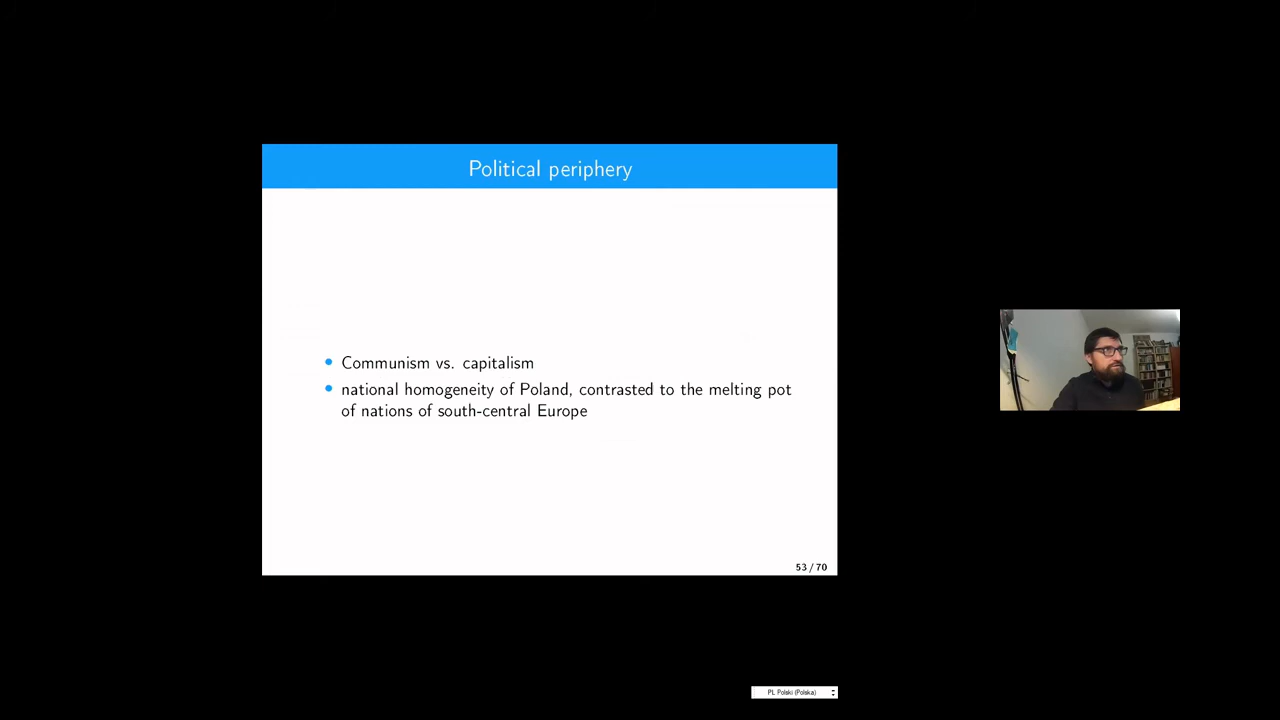 Political periphery
Communism vs. capitalism
national homogeneity of Poland, contrasted to the melting pot
of nations of south-central Europe
53 / 70
PL Polski (Polska)